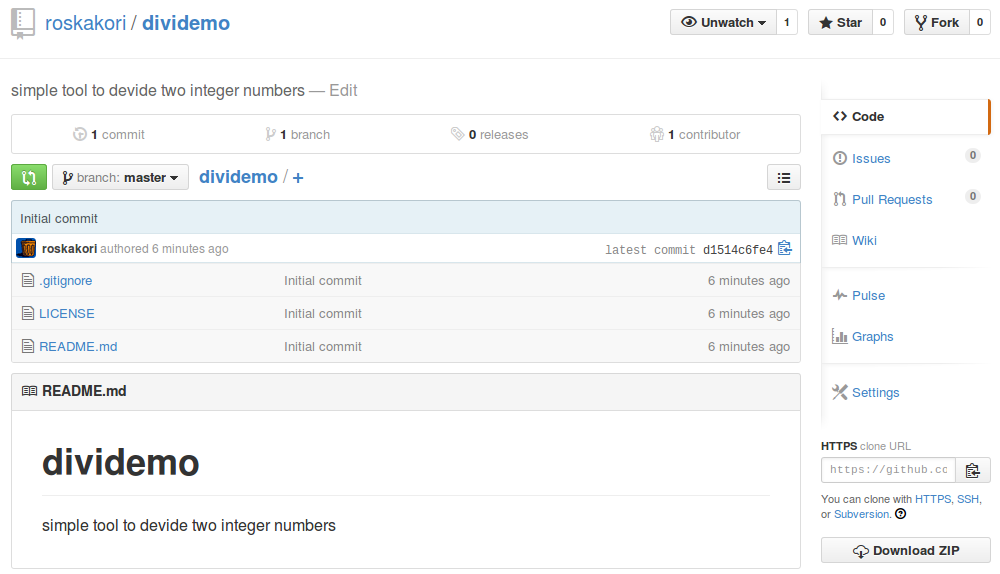 roskakori / dividemo
Unwatch 1
Star 0
Fork 0
simple tool to devide two integer numbers — Edit
1 commit
1 branch
0 releases
1 contributor
branch: master
dividemo / +
Initial commit
roskakori authored 6 minutes ago
latest commit d1514c6fe4
.gitignore Initial commit 6 minutes ago
LICENSE Initial commit 6 minutes ago
README.md Initial commit 6 minutes ago
README.md
dividemo
simple tool to devide two integer numbers
Code
Issues 0
Pull Requests 0
Wiki
Pulse
Graphs
Settings
HTTPS clone URL
https://github.cc
You can clone with HTTPS, SSH,
or Subversion.
Download ZIP